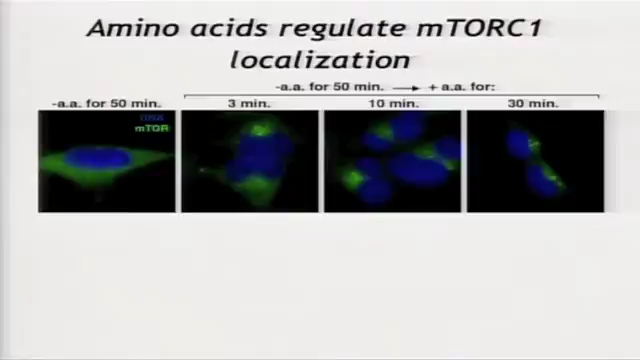 Amino acids regulate mTORC1
localization
-a.a. for 50 min. → + a.a. for:
-a.a. for 50 min.
3 min.
10 min.
30 min.
DNA
mTOR